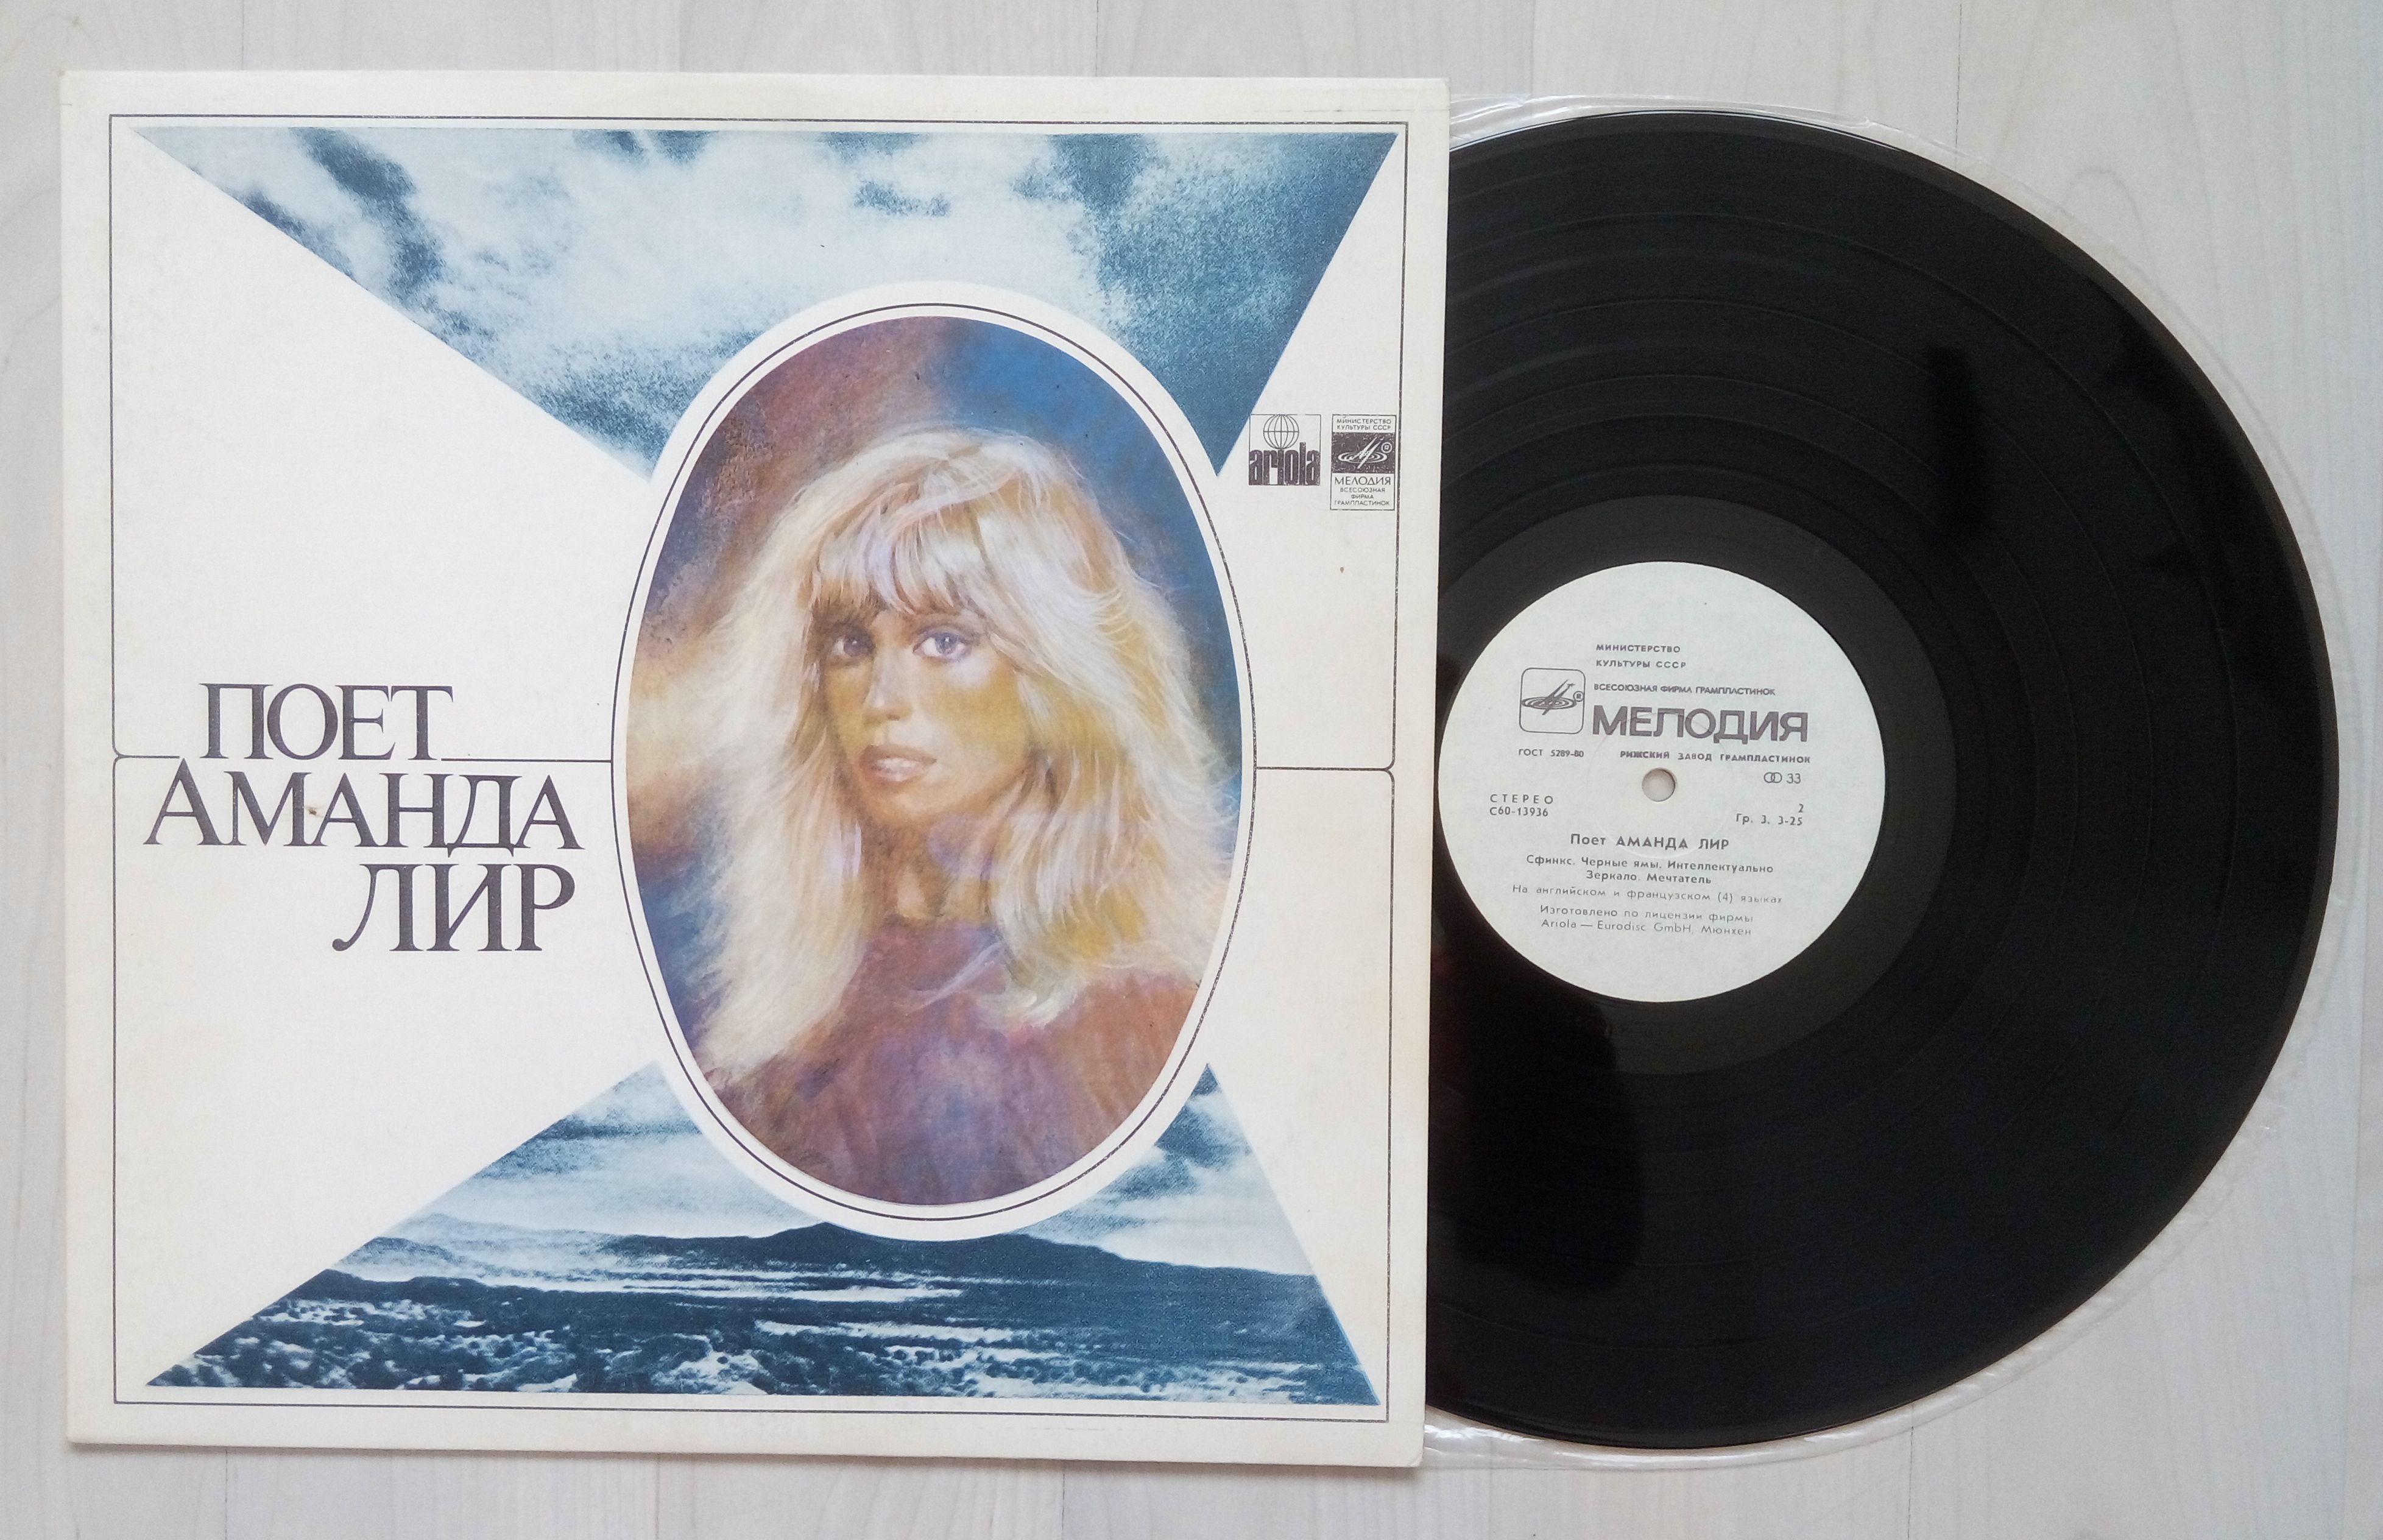 ПОЕТ
АМАНДА
ЛИР
ariola
МИНИСТЕРСТВО
КУЛЬТУРЫ СССР
МЕЛОДИЯ
ВСЕСОЮЗНАЯ
ФИРМА
ГРАМПЛАСТИНОК
МИНИСТЕРСТВО
КУЛЬТУРЫ СССР
ВСЕСОЮЗНАЯ ФИРМА ГРАМПЛАСТИНОК
МЕЛОДИЯ
ГОСТ 5289-80 РИЖСКИЙ ЗАВОД ГРАМПЛАСТИНОК
33
СТЕРЕО
С60-13936
2
Гр. 3. 3-25
Поет АМАНДА ЛИР
Сфинкс. Черные ямы. Интеллектуально
Зеркало. Мечтатель
На английском и французском (4) языках
Изготовлено по лицензии фирмы
Ariola — Eurodisc GmbH, Мюнхен